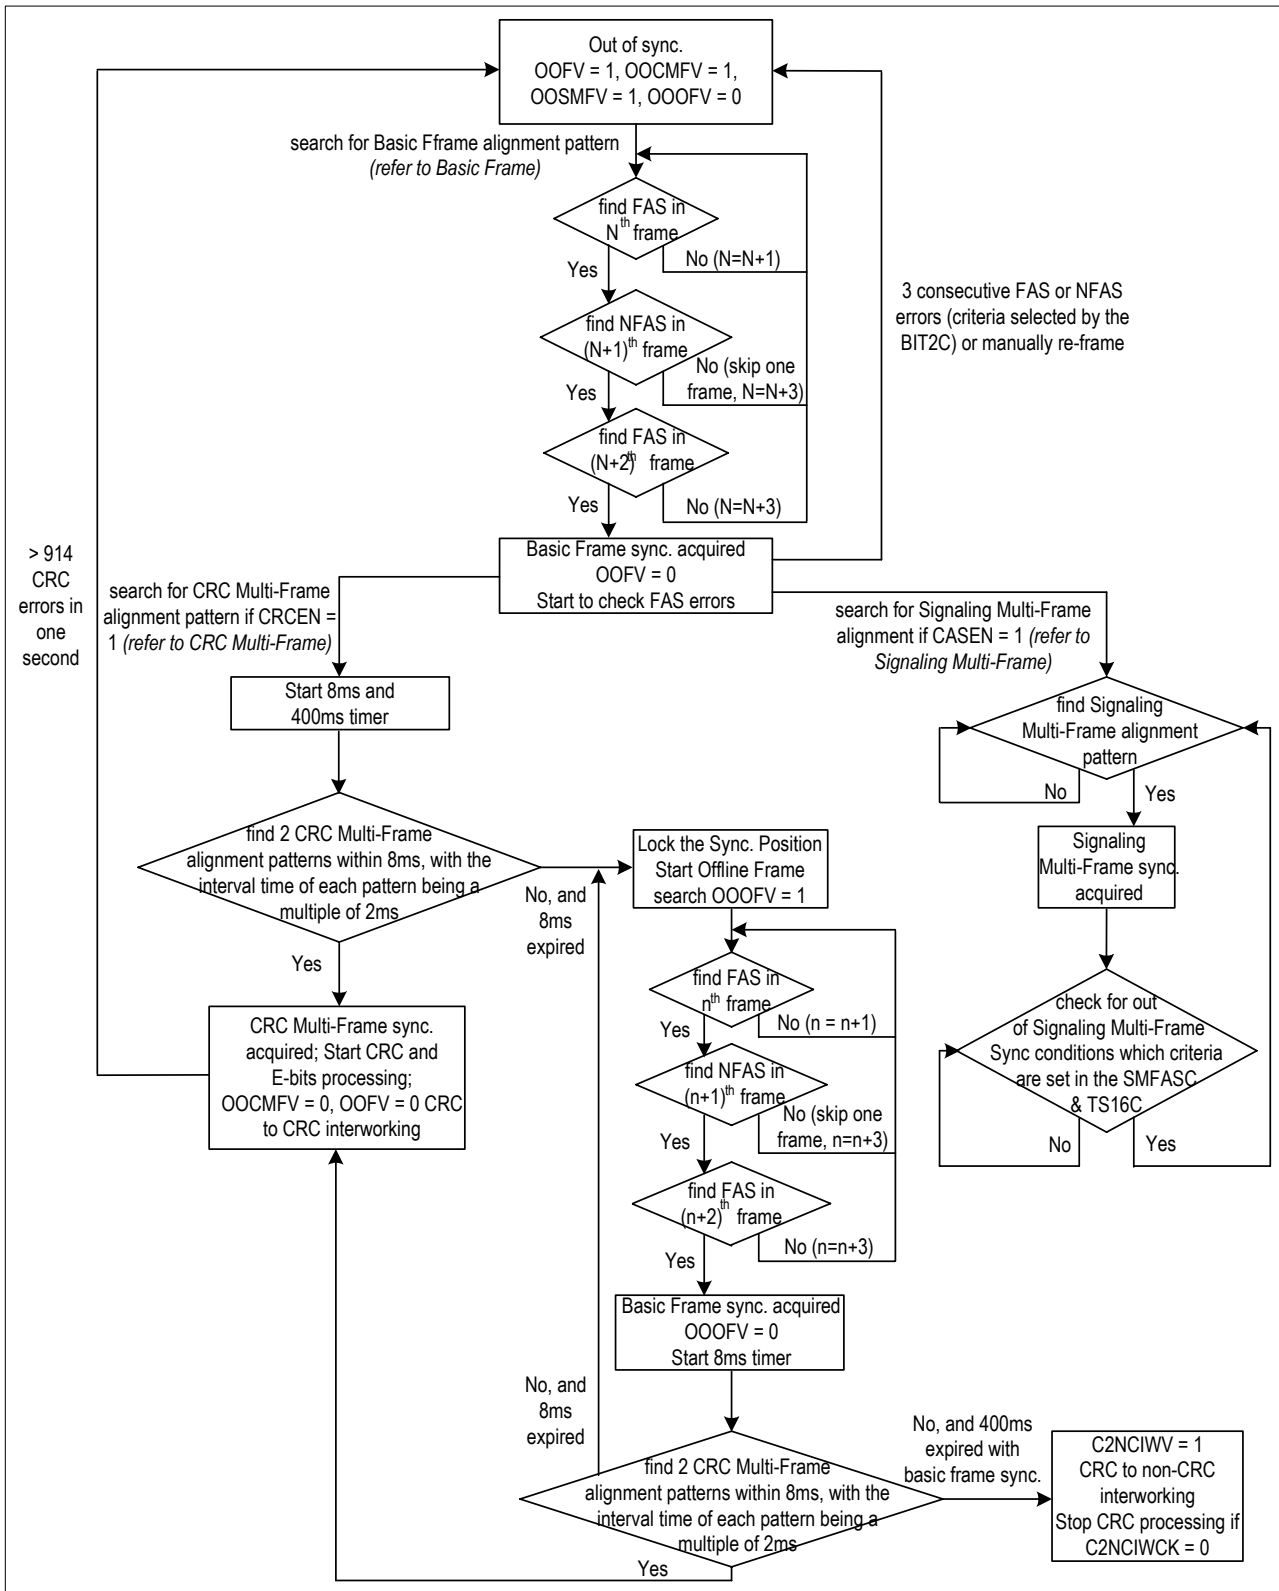 Out of sync.
OOFV = 1, OOCMFV = 1,
OOSMFV = 1, OOOFV = 0
search for Basic Fframe alignment pattern
(refer to Basic Frame)
find FAS in
Nth frame
No (N=N+1)
Yes
find NFAS in
(N+1)th frame
No (skip one
frame, N=N+3)
Yes
find FAS in
(N+2)th frame
No (N=N+3)
Yes
3 consecutive FAS or NFAS
errors (criteria selected by the
BIT2C) or manually re-frame
Basic Frame sync. acquired
OOFV = 0
Start to check FAS errors
> 914
CRC
errors in
one
second
search for CRC Multi-Frame
alignment pattern if CRCEN =
1 (refer to CRC Multi-Frame)
search for Signaling Multi-Frame
alignment if CASEN = 1 (refer to
Signaling Multi-Frame)
Start 8ms and
400ms timer
find Signaling
Multi-Frame alignment
pattern
No
Yes
find 2 CRC Multi-Frame
alignment patterns within 8ms, with the
interval time of each pattern being a
multiple of 2ms
No, and
8ms
expired
Yes
Lock the Sync. Position
Start Offline Frame
search OOOFV = 1
Signaling
Multi-Frame sync.
acquired
find FAS in
nth frame
No (n = n+1)
Yes
CRC Multi-Frame sync.
acquired; Start CRC and
E-bits processing;
OOCMFV = 0, OOFV = 0 CRC
to CRC interworking
check for out
of Signaling Multi-Frame
Sync conditions which criteria
are set in the SMFASC
& TS16C
No
Yes
find NFAS in
(n+1)th frame
No (skip one
frame, n=n+3)
Yes
find FAS in
(n+2)th frame
No (n=n+3)
Yes
Basic Frame sync. acquired
OOOFV = 0
Start 8ms timer
No, and
8ms
expired
find 2 CRC Multi-Frame
alignment patterns within 8ms, with the
interval time of each pattern being a
multiple of 2ms
Yes
No, and 400ms
expired with
basic frame sync.
C2NCIWV = 1
CRC to non-CRC
interworking
Stop CRC processing if
C2NCIWCK = 0